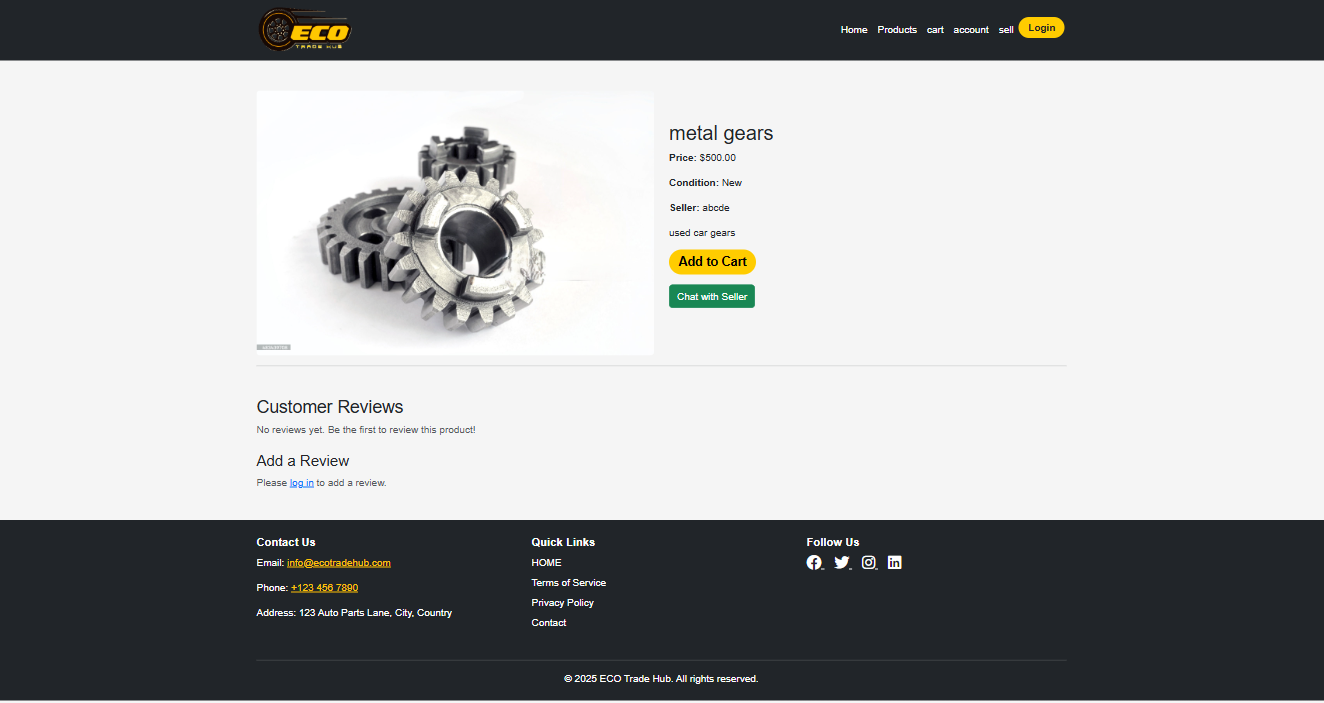 ECO
TRADE HUB
Home Products cart account sell Login
metal gears
Price: $500.00
Condition: New
Seller: abcde
used car gears
Add to Cart
Chat with Seller
Customer Reviews
No reviews yet. Be the first to review this product!
Add a Review
Please log in to add a review.
Contact Us
Email: info@ecotradehub.com
Phone: +123 456 7890
Address: 123 Auto Parts Lane, City, Country
Quick Links
HOME
Terms of Service
Privacy Policy
Contact
Follow Us
© 2025 ECO Trade Hub. All rights reserved.